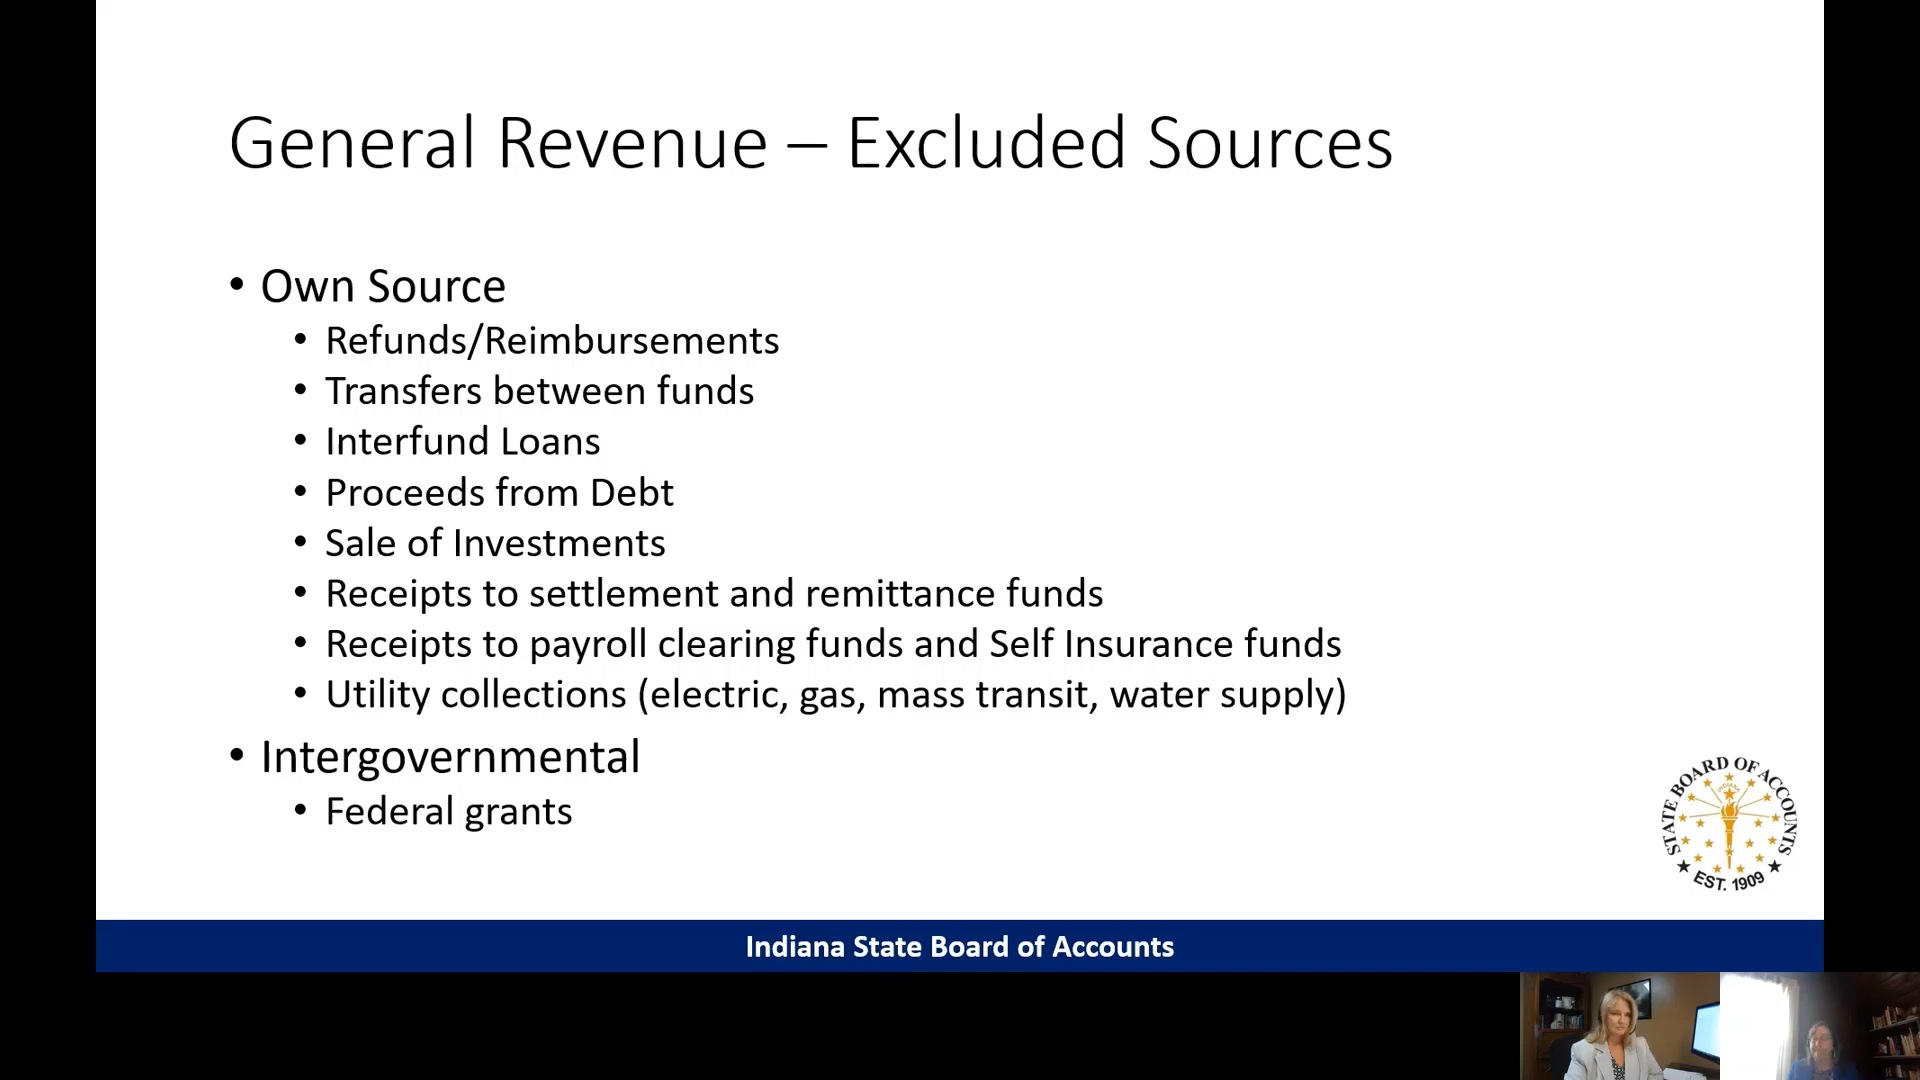 General Revenue – Excluded Sources
• Own Source
• Refunds/Reimbursements
• Transfers between funds
• Interfund Loans
• Proceeds from Debt
• Sale of Investments
• Receipts to settlement and remittance funds
• Receipts to payroll clearing funds and Self Insurance funds
• Utility collections (electric, gas, mass transit, water supply)
• Intergovernmental
• Federal grants
STATE BOARD OF ACCOUNTS
INDIANA
★ EST. 1909 ★
Indiana State Board of Accounts